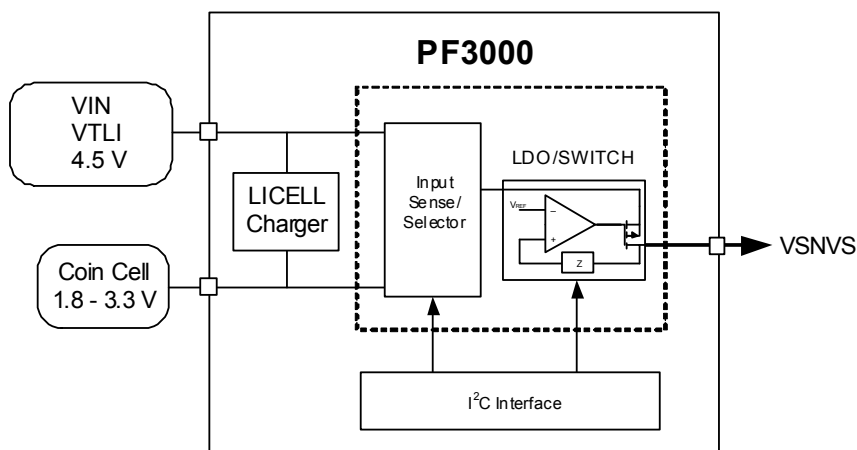 PF3000
VIN
VTLI
4.5 V
LDO/SWITCH
Input
Sense/
Selector
LICELL
Charger
VREF
–
+
Z
VSNVS
Coin Cell
1.8 - 3.3 V
I²C Interface